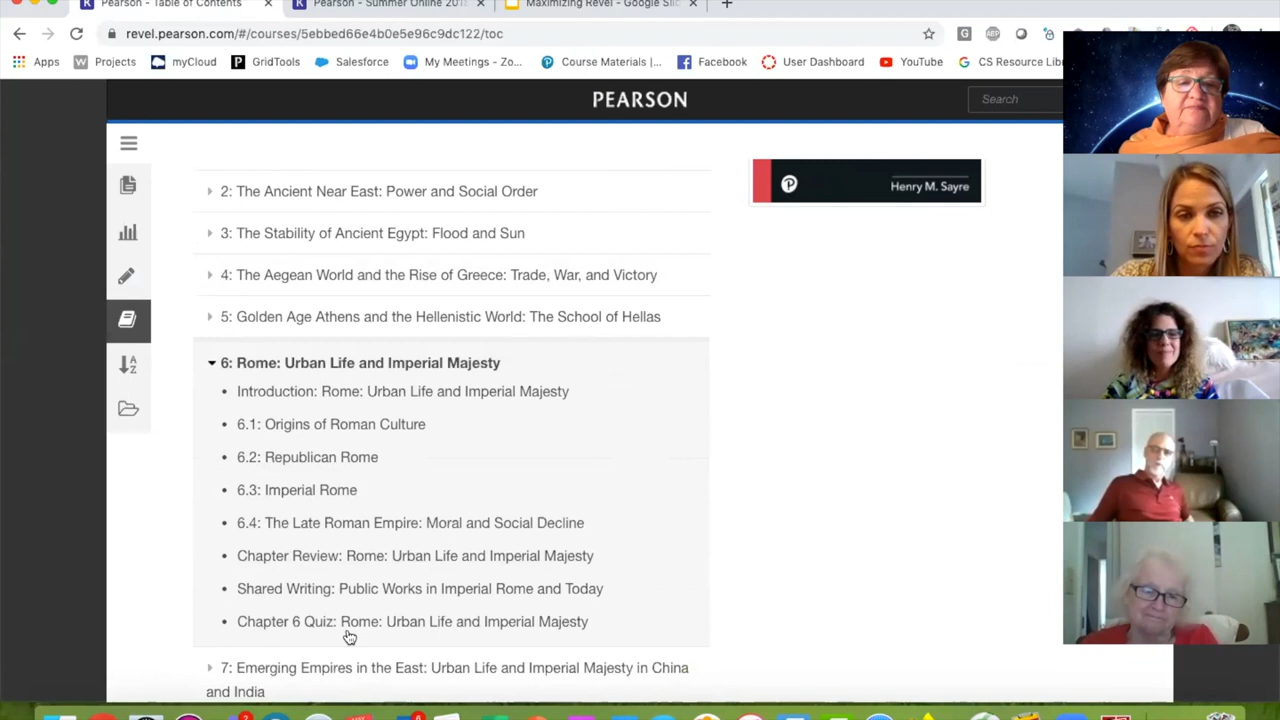 Pearson - Table of Contents
Pearson - Summer Online 201
Maximizing Revel - Google Slid
revel.pearson.com/#/courses/5ebbed66e4b0e5e96c9dc122/toc
Apps
Projects
myCloud
GridTools
Salesforce
My Meetings - Zo...
Course Materials |...
Facebook
User Dashboard
YouTube
CS Resource Lib
PEARSON
Search
Henry M. Sayre
2: The Ancient Near East: Power and Social Order
3: The Stability of Ancient Egypt: Flood and Sun
4: The Aegean World and the Rise of Greece: Trade, War, and Victory
5: Golden Age Athens and the Hellenistic World: The School of Hellas
6: Rome: Urban Life and Imperial Majesty
• Introduction: Rome: Urban Life and Imperial Majesty
• 6.1: Origins of Roman Culture
• 6.2: Republican Rome
• 6.3: Imperial Rome
• 6.4: The Late Roman Empire: Moral and Social Decline
• Chapter Review: Rome: Urban Life and Imperial Majesty
• Shared Writing: Public Works in Imperial Rome and Today
• Chapter 6 Quiz: Rome: Urban Life and Imperial Majesty
7: Emerging Empires in the East: Urban Life and Imperial Majesty in China
and India